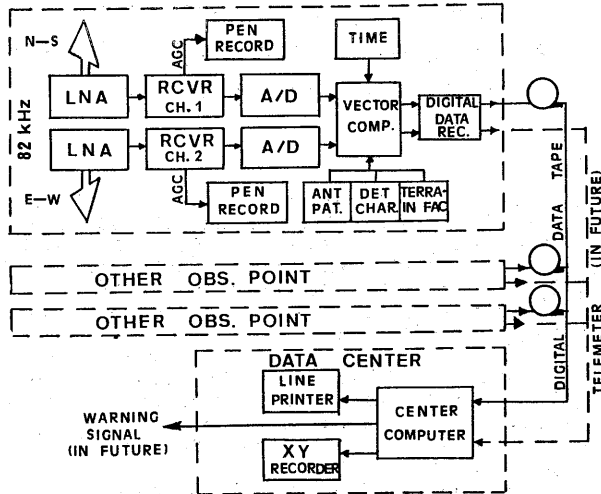 N—S
PEN
RECORD
TIME
AGC
LNA
RCVR
CH. 1
A/D
VECTOR
COMP.
DIGITAL
DATA
REC.
82 kHz
LNA
RCVR
CH. 2
A/D
E—W
AGC
PEN
RECORD
ANT
PAT.
DET
CHAR.
TERRA-
IN FAC
DATA TAPE
(IN FUTURE)
OTHER OBS. POINT
OTHER OBS. POINT
DIGITAL
TELEMETER
DATA CENTER
LINE
PRINTER
CENTER
COMPUTER
WARNING
SIGNAL
(IN FUTURE)
XY
RECORDER